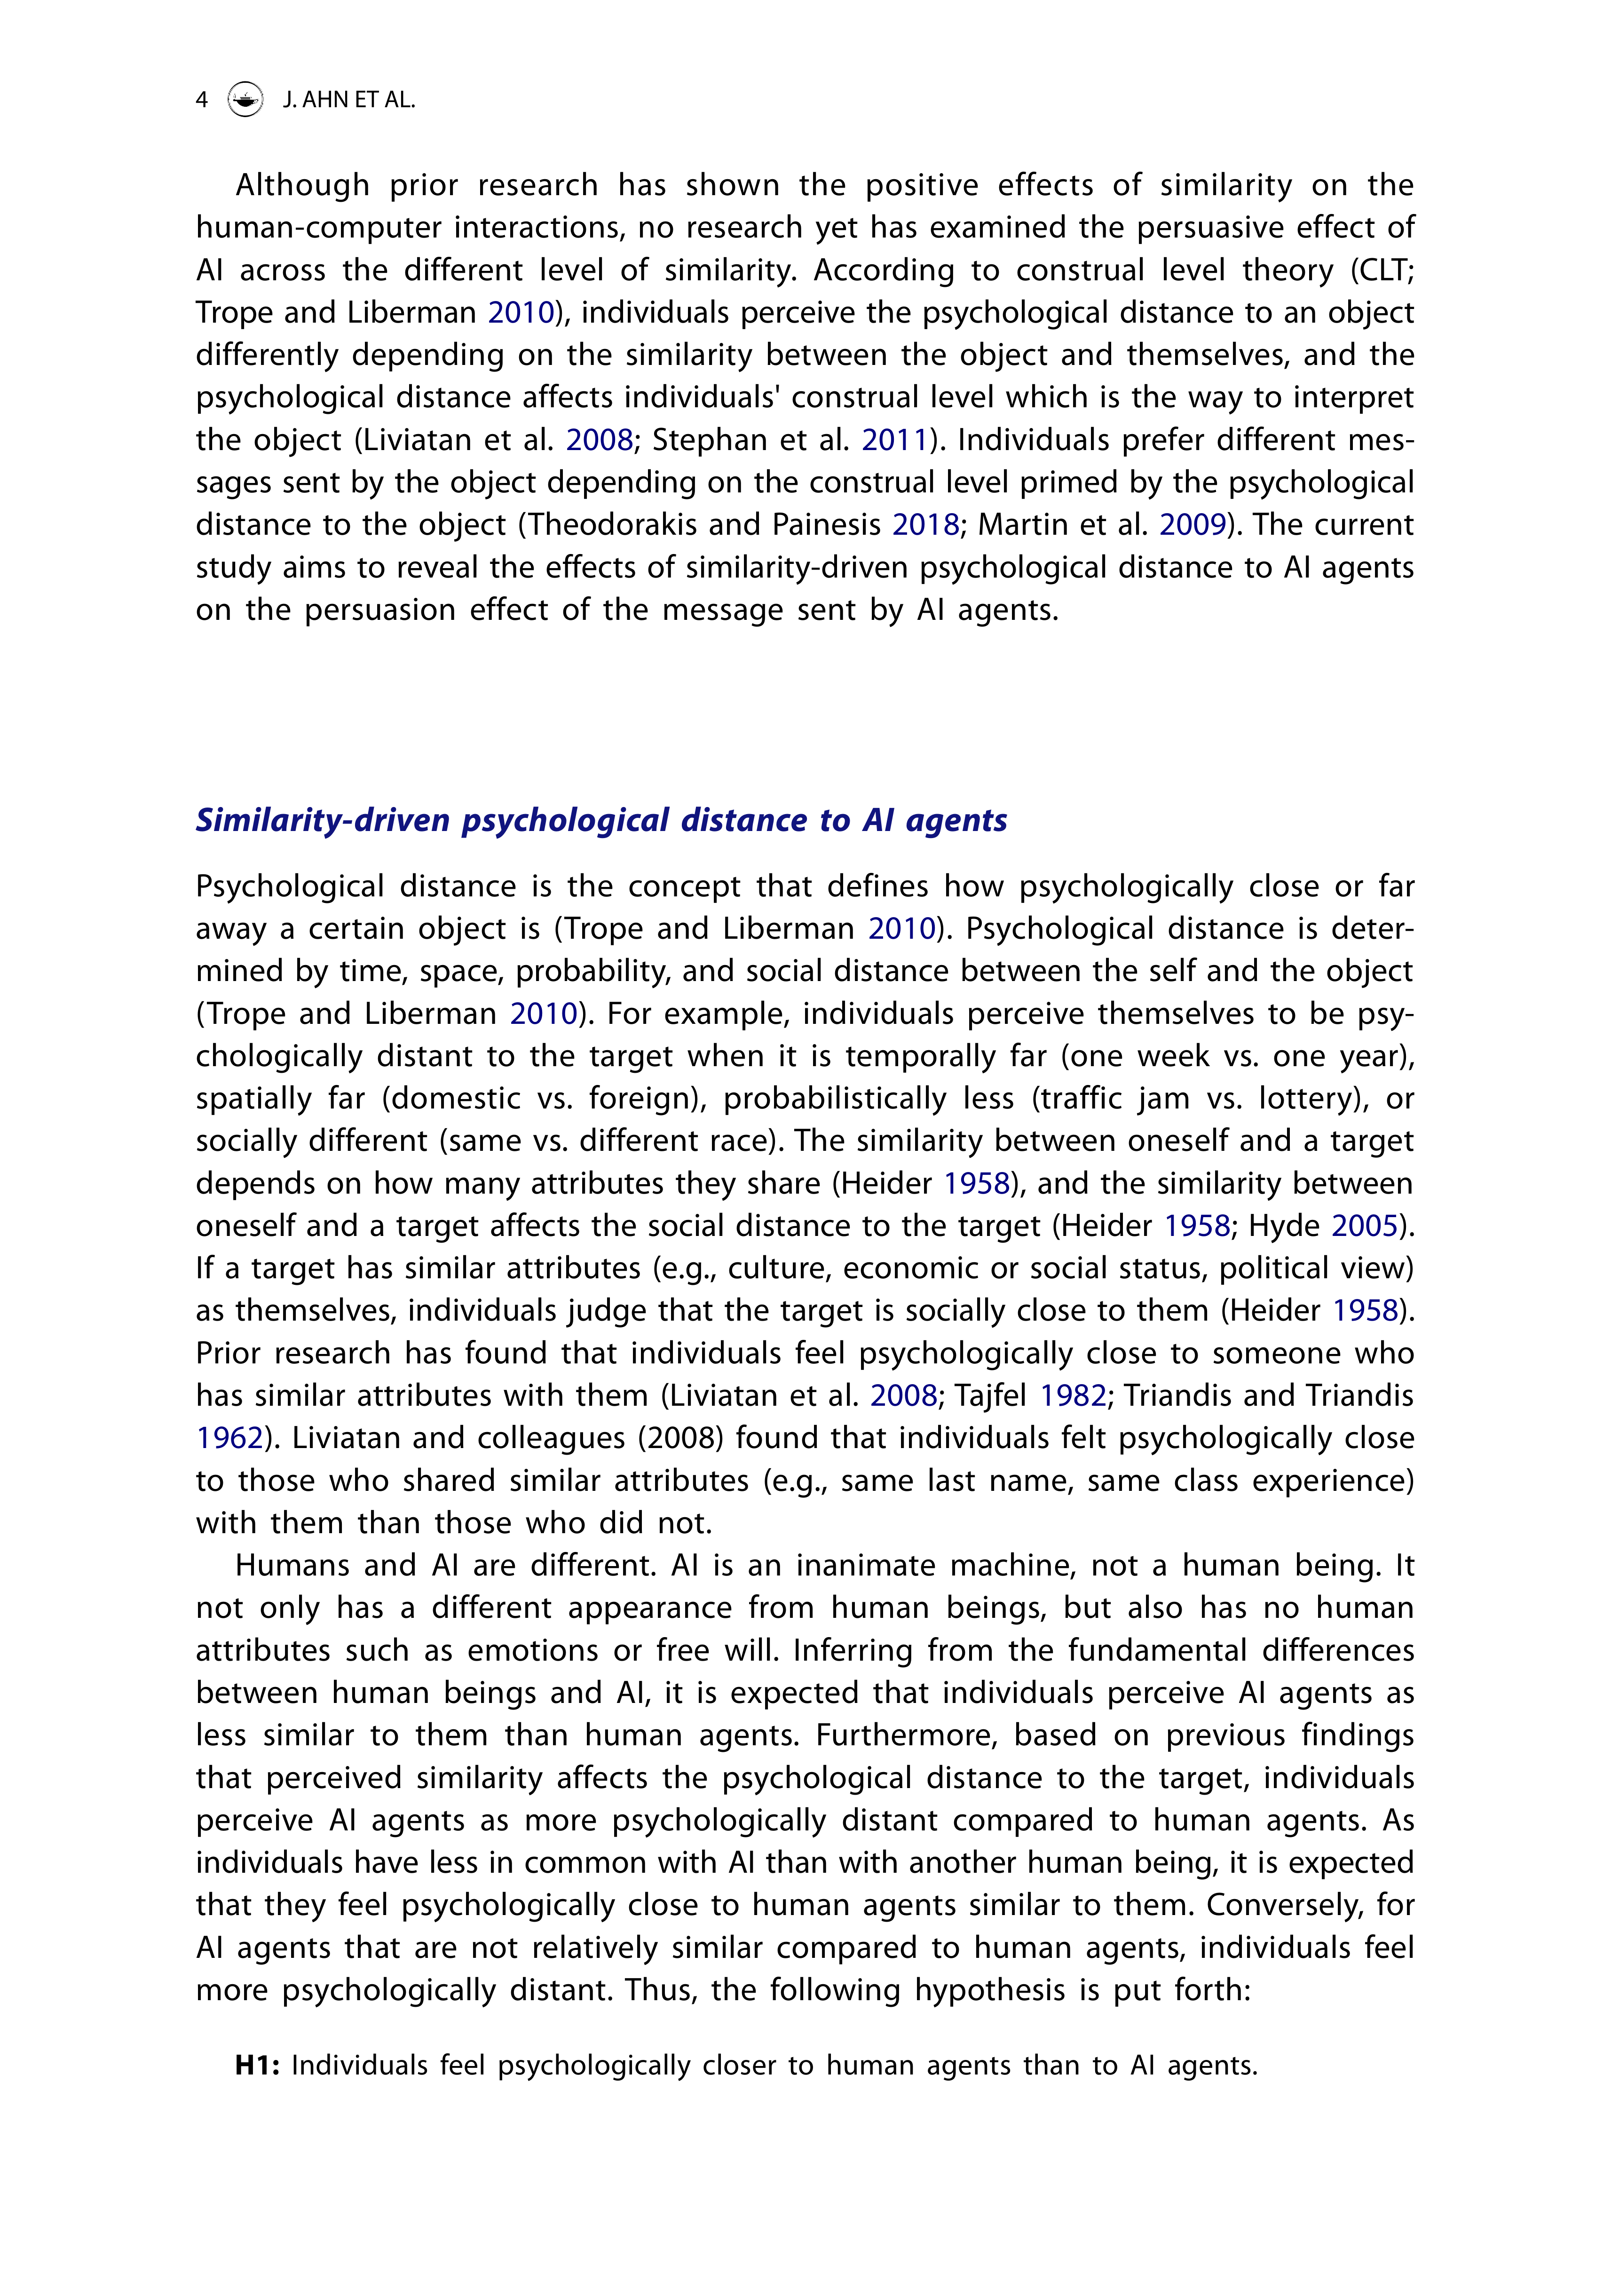 4 J. AHN ET AL.
Although prior research has shown the positive effects of similarity on the
human-computer interactions, no research yet has examined the persuasive effect of
AI across the different level of similarity. According to construal level theory (CLT;
Trope and Liberman 2010), individuals perceive the psychological distance to an object
differently depending on the similarity between the object and themselves, and the
psychological distance affects individuals' construal level which is the way to interpret
the object (Liviatan et al. 2008; Stephan et al. 2011). Individuals prefer different mes-
sages sent by the object depending on the construal level primed by the psychological
distance to the object (Theodorakis and Painesis 2018; Martin et al. 2009). The current
study aims to reveal the effects of similarity-driven psychological distance to AI agents
on the persuasion effect of the message sent by AI agents.
Similarity-driven psychological distance to AI agents
Psychological distance is the concept that defines how psychologically close or far
away a certain object is (Trope and Liberman 2010). Psychological distance is deter-
mined by time, space, probability, and social distance between the self and the object
(Trope and Liberman 2010). For example, individuals perceive themselves to be psy-
chologically distant to the target when it is temporally far (one week vs. one year),
spatially far (domestic vs. foreign), probabilistically less (traffic jam vs. lottery), or
socially different (same vs. different race). The similarity between oneself and a target
depends on how many attributes they share (Heider 1958), and the similarity between
oneself and a target affects the social distance to the target (Heider 1958; Hyde 2005).
If a target has similar attributes (e.g., culture, economic or social status, political view)
as themselves, individuals judge that the target is socially close to them (Heider 1958).
Prior research has found that individuals feel psychologically close to someone who
has similar attributes with them (Liviatan et al. 2008; Tajfel 1982; Triandis and Triandis
1962). Liviatan and colleagues (2008) found that individuals felt psychologically close
to those who shared similar attributes (e.g., same last name, same class experience)
with them than those who did not.
Humans and AI are different. AI is an inanimate machine, not a human being. It
not only has a different appearance from human beings, but also has no human
attributes such as emotions or free will. Inferring from the fundamental differences
between human beings and AI, it is expected that individuals perceive AI agents as
less similar to them than human agents. Furthermore, based on previous findings
that perceived similarity affects the psychological distance to the target, individuals
perceive AI agents as more psychologically distant compared to human agents. As
individuals have less in common with AI than with another human being, it is expected
that they feel psychologically close to human agents similar to them. Conversely, for
AI agents that are not relatively similar compared to human agents, individuals feel
more psychologically distant. Thus, the following hypothesis is put forth:
H1: Individuals feel psychologically closer to human agents than to AI agents.